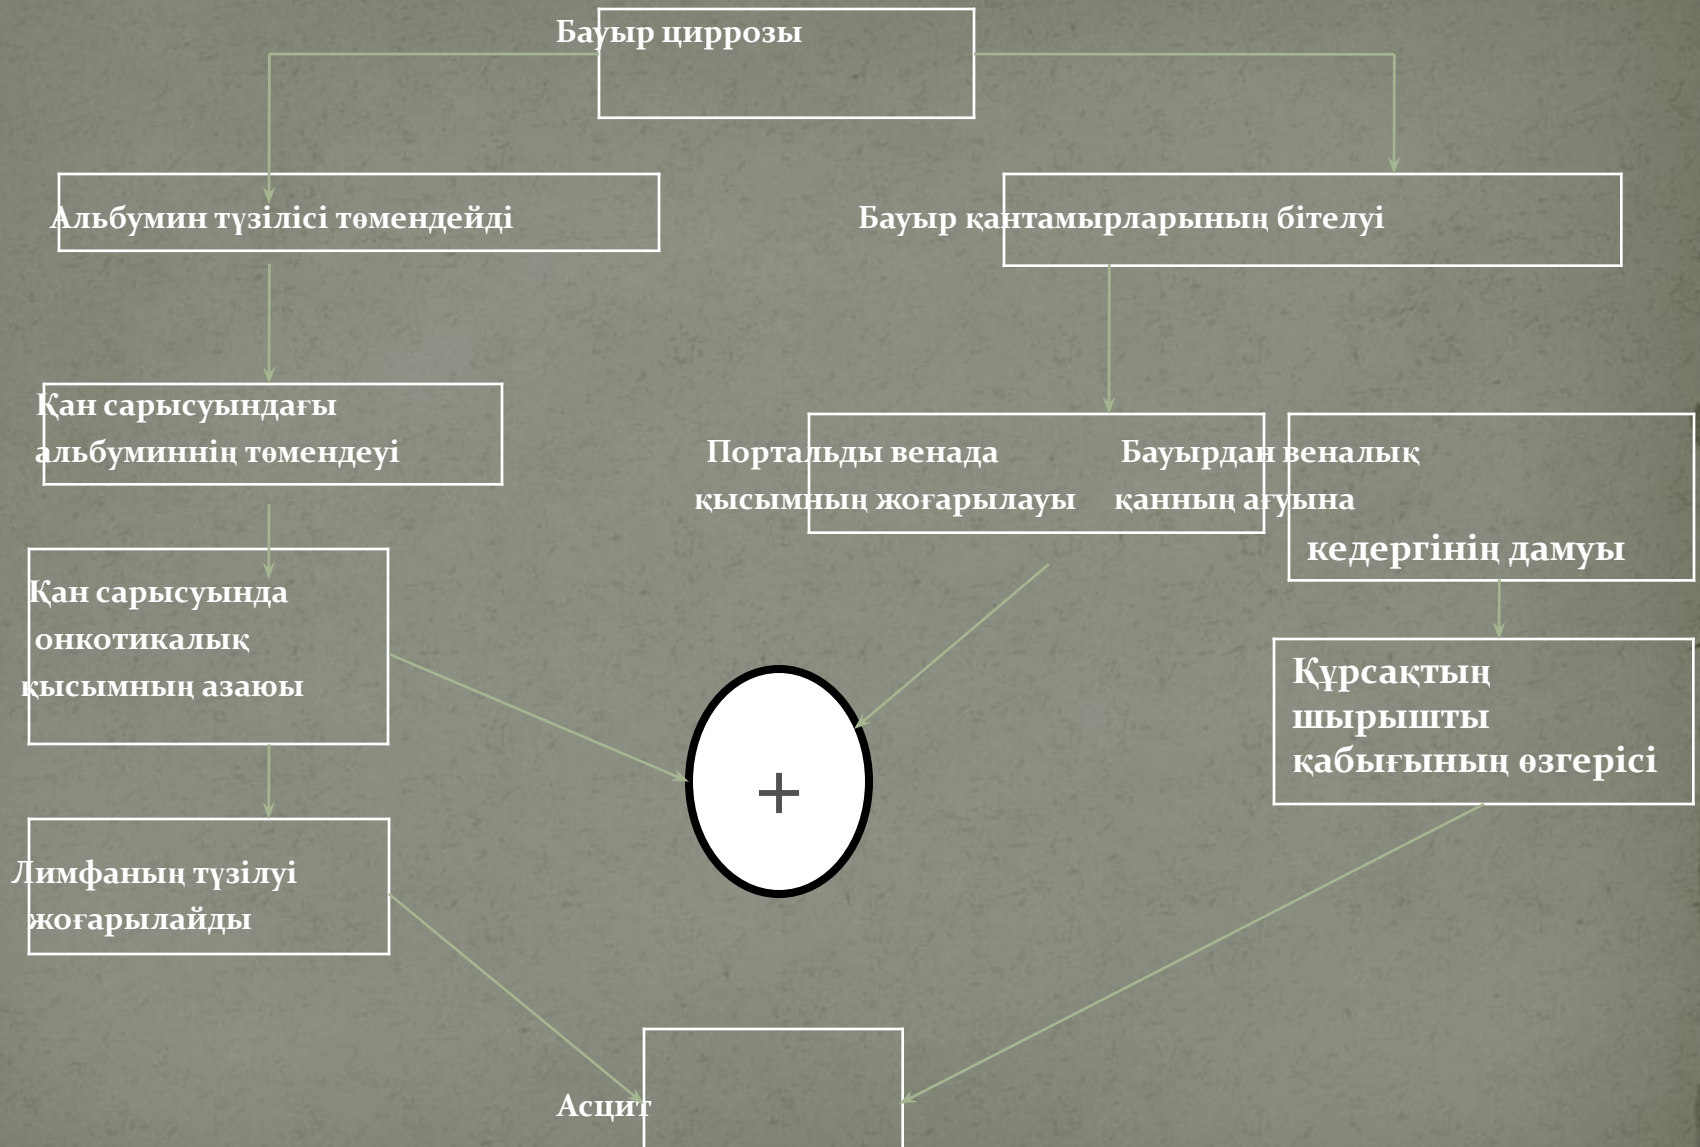 Бауыр циррозы
Альбумин түзілісі төмендейді
Бауыр қантамырларының бітелуі
Қан сарысуындағы
альбуминнің төмендеуі
Портальды венада
қысымның жоғарылауы
Бауырдан веналық
қанның ағуына
кедергінің дамуы
Қан сарысуында
онкотикалық
қысымның азаюы
Құрсақтың
шырышты
қабығының өзгерісі
+
Лимфаның түзілуі
жоғарылайды
Асцит